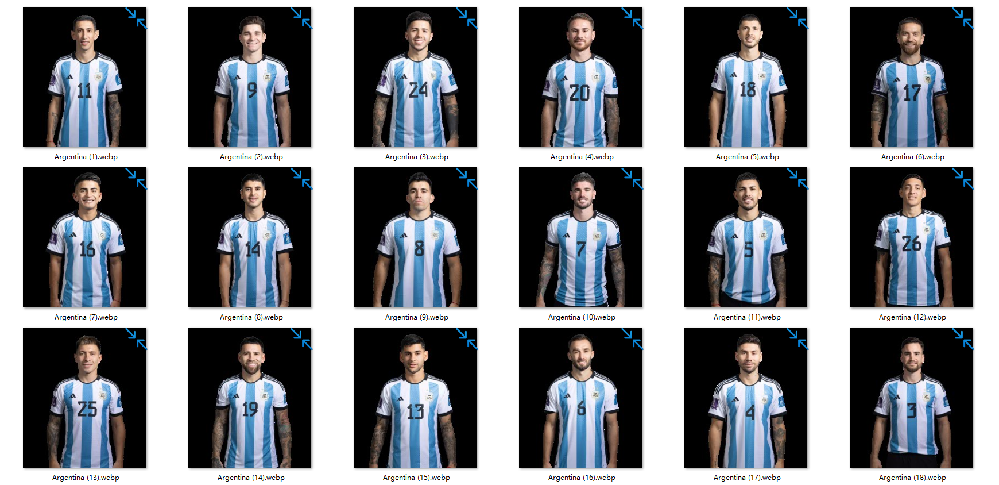 11
9
24
20
18
17
Argentina (1).webp
Argentina (2).webp
Argentina (3).webp
Argentina (4).webp
Argentina (5).webp
Argentina (6).webp
16
14
8
7
5
26
Argentina (7).webp
Argentina (8).webp
Argentina (9).webp
Argentina (10).webp
Argentina (11).webp
Argentina (12).webp
25
19
13
6
4
3
Argentina (13).webp
Argentina (14).webp
Argentina (15).webp
Argentina (16).webp
Argentina (17).webp
Argentina (18).webp